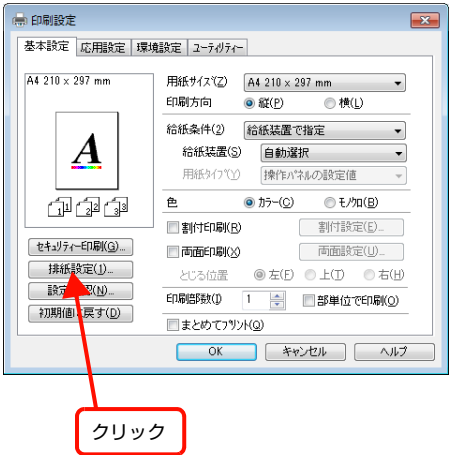 印刷設定
基本設定 応用設定 環境設定 ユーティリティー
A4 210 x 297 mm
A
1 1 2 2 3 3
セキュリティー印刷(G)...
排紙設定(J)...
(N)...
初期値 戻す(D)
用紙サイズ(Z) A4 210 x 297 mm
印刷方向 縦(P) 横(L)
給紙条件(2) 給紙装置で指定
給紙装置(S) 自動選択
用紙タイプ(Y) 操作パネルの設定値
色 カラー(C) モノクロ(B)
割付印刷(R) 割付設定(E)...
両面印刷(X) 両面設定(U)...
とじる位置 左(F) 上(T) 右(H)
印刷部数(I) 1 部単位で印刷(O)
まとめてプリント(Q)
OK キャンセル ヘルプ
クリック